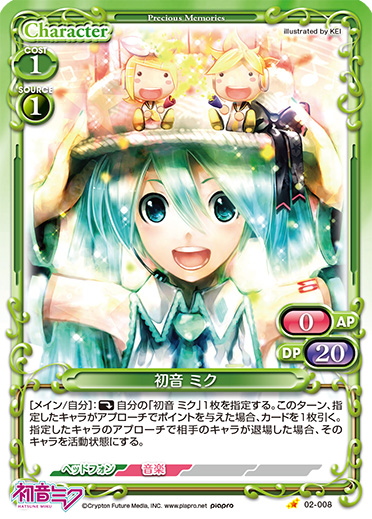 Precious Memories
Character
illustrated by KEI
COST
1
SOURCE
1
0 AP
DP 20
初音 ミク
[メイン/自分]:自分の「初音 ミク」1枚を指定する。このターン、指
定したキャラがアプローチでポイントを与えた場合、カードを1枚引く。
指定したキャラのアプローチで相手のキャラが退場した場合、その
キャラを活動状態にする。
ヘッドフォン 音楽
初音ミク
HATSUNE MIKU
©Crypton Future Media, INC. www.piapro.net piapro
02-008